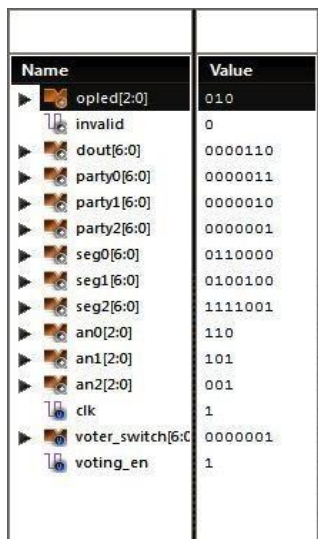 Name Value
opled[2:0] 010
invalid 0
dout[6:0] 0000110
party0[6:0] 0000011
party1[6:0] 0000010
party2[6:0] 0000001
seg0[6:0] 0110000
seg1[6:0] 0100100
seg2[6:0] 1111001
an0[2:0] 110
an1[2:0] 101
an2[2:0] 001
clk 1
voter_switch[6:0 0000001
voting_en 1